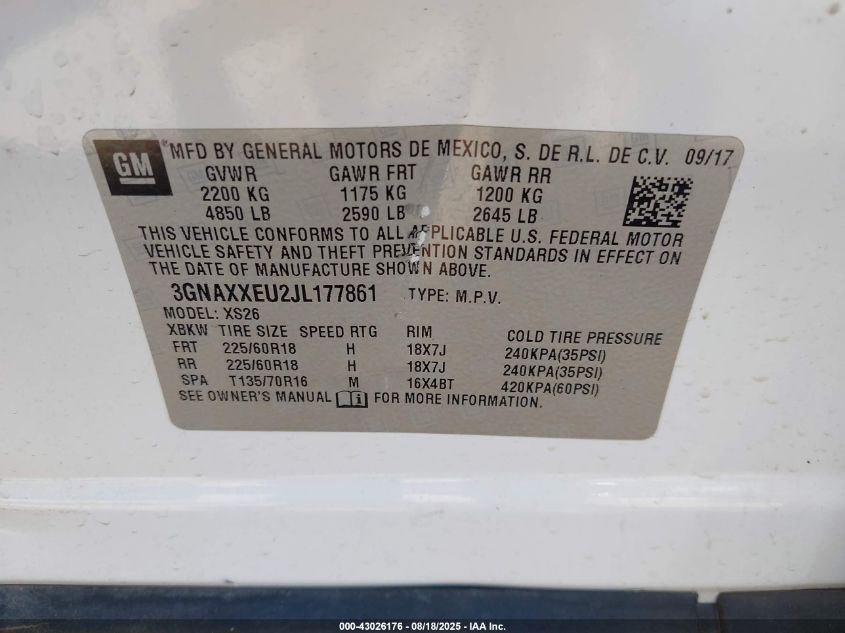 GM
®MFD BY GENERAL MOTORS DE MEXICO, S. DE R.L. DE C.V. 09/17
GVWR GAWR FRT GAWR RR
2200 KG 1175 KG 1200 KG
4850 LB 2590 LB 2645 LB
THIS VEHICLE CONFORMS TO ALL APPLICABLE U.S. FEDERAL MOTOR
VEHICLE SAFETY AND THEFT PREVENTION STANDARDS IN EFFECT ON
THE DATE OF MANUFACTURE SHOWN ABOVE.
3GNAXXEU2JL177861 TYPE: M.P.V.
MODEL: XS26
XBKW TIRE SIZE SPEED RTG RIM COLD TIRE PRESSURE
FRT 225/60R18 H 18X7J 240KPA(35PSI)
RR 225/60R18 H 18X7J 240KPA(35PSI)
SPA T135/70R16 M 16X4BT 420KPA(60PSI)
SEE OWNER'S MANUAL FOR MORE INFORMATION.
000-43026176 - 08/18/2025 - IAA Inc.